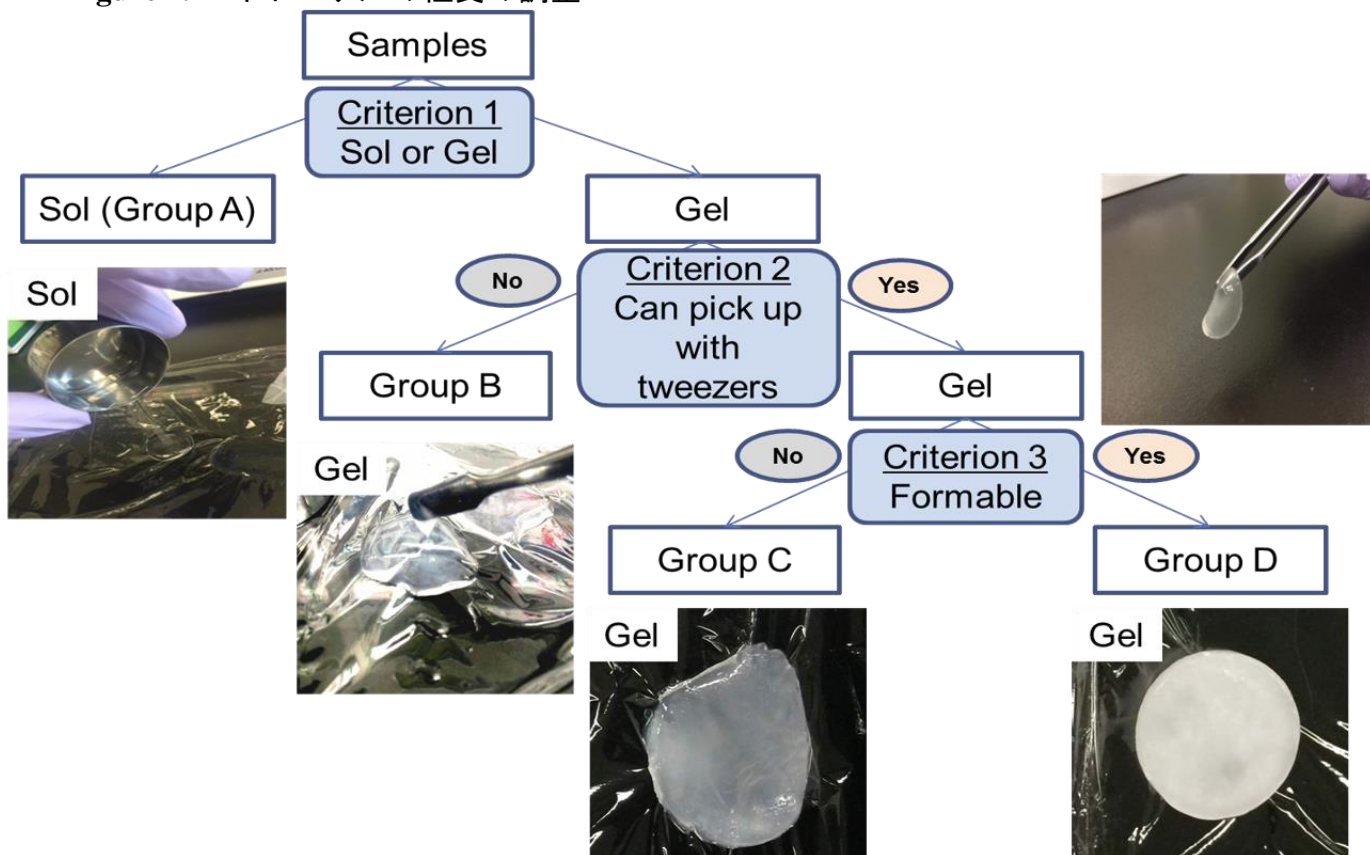 Samples
Criterion 1
Sol or Gel
Sol (Group A)
Gel
No
Criterion 2
Can pick up
with
tweezers
Yes
Sol
Group B
Gel
No
Criterion 3
Formable
Yes
Gel
Group C
Group D
Gel
Gel